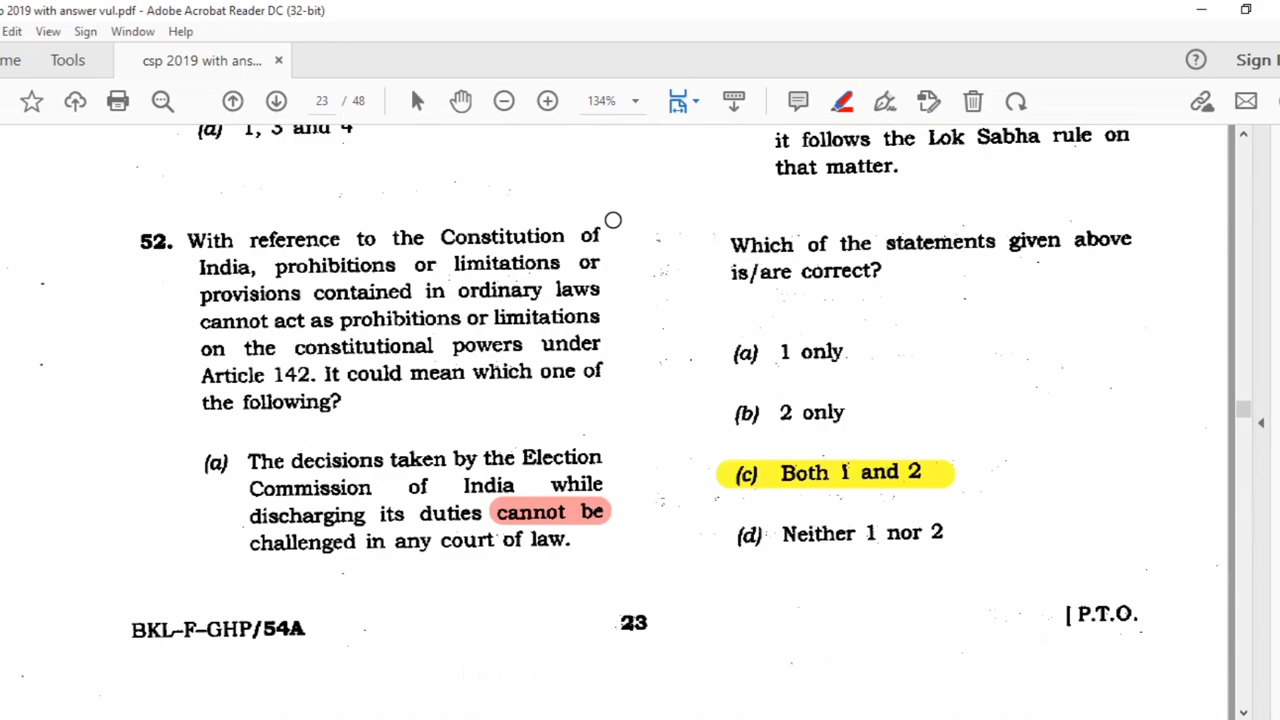 p 2019 with answer vul.pdf - Adobe Acrobat Reader DC (32-bit)
Edit View Sign Window Help
me Tools csp 2019 with ans... × ? Sign I
23 / 48 134%
(d) 1, 3 and 4
52. With reference to the Constitution of
India, prohibitions or limitations or
provisions contained in ordinary laws
cannot act as prohibitions or limitations
on the constitutional powers under
Article 142. It could mean which one of
the following?
(a) The decisions taken by the Election
Commission of India while
discharging its duties cannot be
challenged in any court of law.
it follows the Lok Sabha rule on
that matter.
Which of the statements given above
is/are correct?
(a) 1 only
(b) 2 only
(c) Both 1 and 2
(d) Neither 1 nor 2
BKL-F-GHP/54A 23 [ P.T.O.